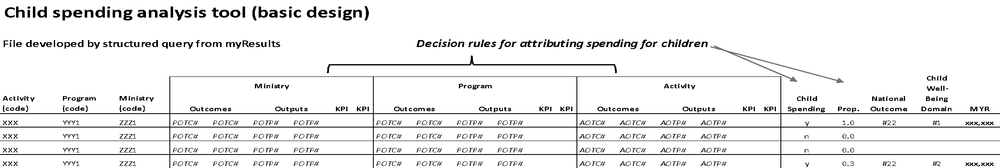 Child spending analysis tool (basic design)
File developed by structured query from myResults
Decision rules for attributing spending for children
Ministry Program Activity
Activity (code) Program (code) Ministry (code) Outcomes Outputs KPI KPI Outcomes Outputs KPI KPI Outcomes Outputs KPI KPI Child Spending Prop. National Outcome Child Well-Being Domain MYR
XXX YYY1 ZZZ1 POTC# POTC# POTP# POTP# POTC# POTC# POTP# POTP# AOTC# AOTC# AOTP# AOTP# y 1.0 #22 #1 xxx,xxx
XXX YYY1 ZZZ1 POTC# POTC# POTP# POTP# POTC# POTC# POTP# POTP# AOTC# AOTC# AOTP# AOTP# n 0.0
XXX YYY1 ZZZ1 POTC# POTC# POTP# POTP# POTC# POTC# POTP# POTP# AOTC# AOTC# AOTP# AOTP# n 0.0
XXX YYY1 ZZZ1 POTC# POTC# POTP# POTP# POTC# POTC# POTP# POTP# AOTC# AOTC# AOTP# AOTP# y 0.3 #22 #2 xxx,xxx